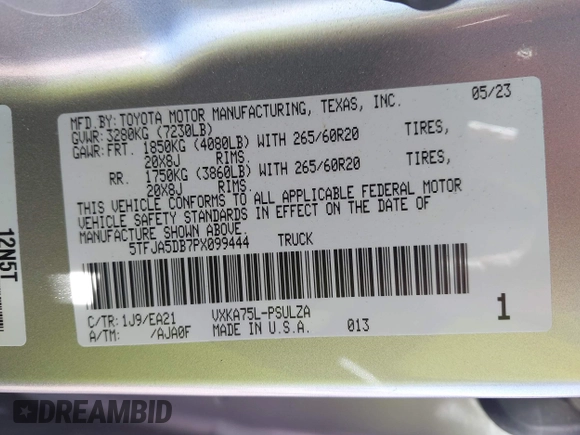 MFD.BY:TOYOTA MOTOR MANUFACTURING, TEXAS, INC. 05/23
GVWR:3280KG (7230LB)
GAWR:FRT. 1850KG (4080LB) WITH 265/60R20 TIRES,
20X8J RIMS.
RR. 1750KG (3860LB) WITH 265/60R20 TIRES,
20X8J RIMS.
THIS VEHICLE CONFORMS TO ALL APPLICABLE FEDERAL MOTOR
VEHICLE SAFETY STANDARDS IN EFFECT ON THE DATE OF
MANUFACTURE SHOWN ABOVE.
5TFJA5DB7PX099444 TRUCK
C/TR:1J9/EA21 VXKA75L-PSULZA
A/TM: /AJA0F MADE IN U.S.A. 013 1
12N5T
DREAMBID